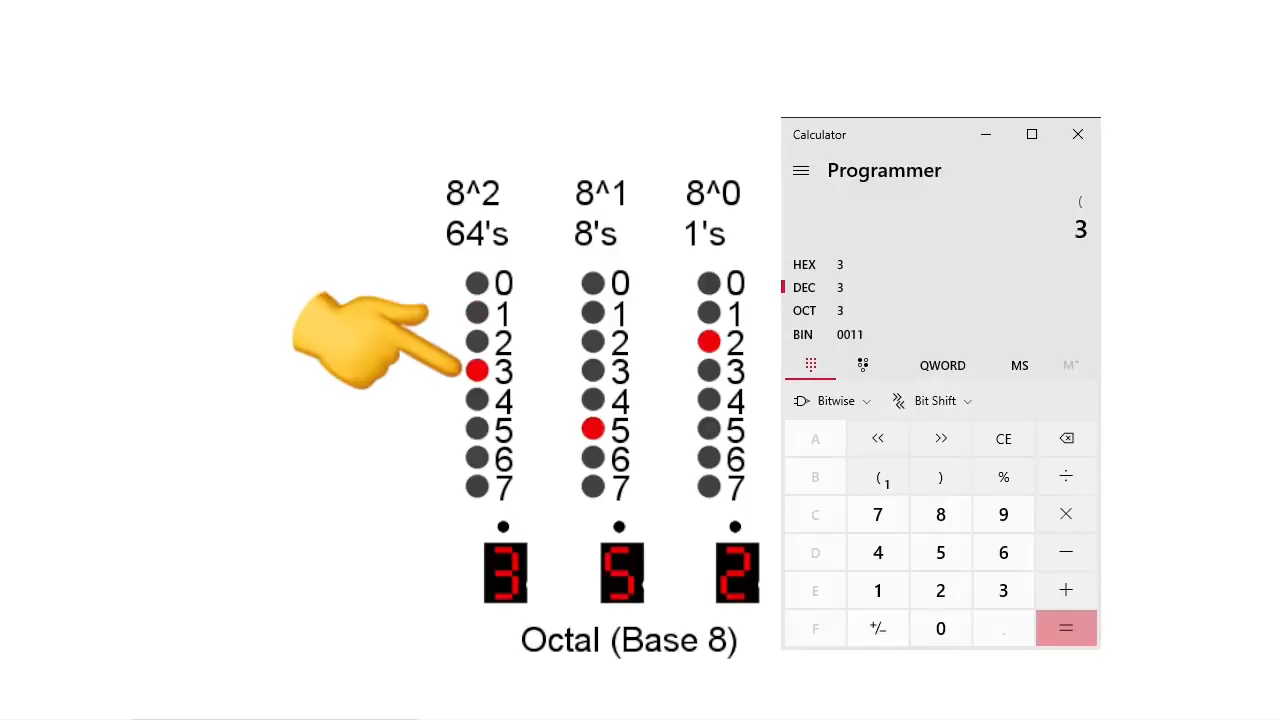 8^2 8^1 8^0
64's 8's 1's
0 0 0
1 1 1
2 2 2
3 3 3
4 4 4
5 5 5
6 6 6
7 7 7
3 5 2
Octal (Base 8)
Calculator
Programmer
(
3
HEX 3
DEC 3
OCT 3
BIN 0011
QWORD MS M˅
Bitwise Bit Shift
A << >> CE
B (1 ) % ÷
C 7 8 9 ×
D 4 5 6 −
E 1 2 3 +
F +/− 0 . =